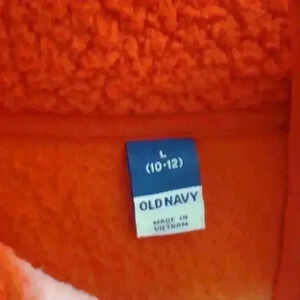 L
(10-12)
OLD NAVY
MADE IN
VIETNAM